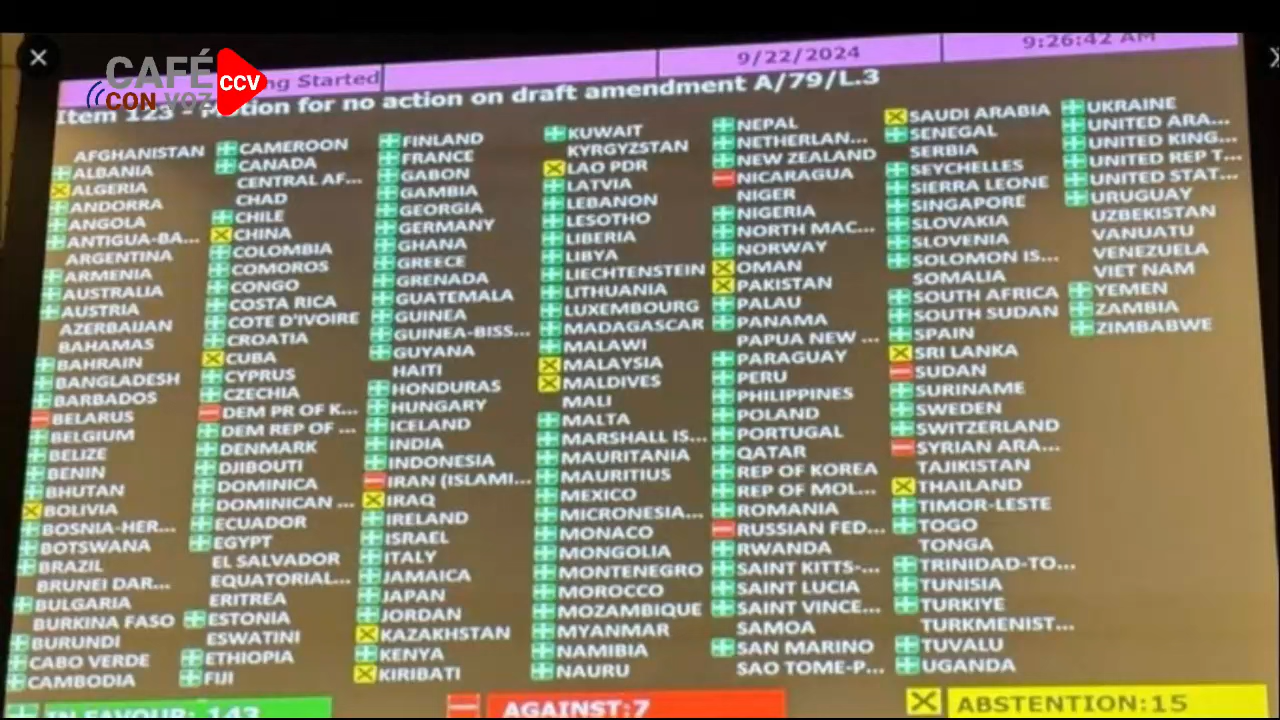 CAFÉ
CON VOZ
CCV
ng Started
9/22/2024
9:26:42 AM
Item 123 - Motion for no action on draft amendment A/79/L.3
AFGHANISTAN
ALBANIA
ALGERIA
ANDORRA
ANGOLA
ANTIGUA-BA...
ARGENTINA
ARMENIA
AUSTRALIA
AUSTRIA
AZERBAIJAN
BAHAMAS
BAHRAIN
BANGLADESH
BARBADOS
BELARUS
BELGIUM
BELIZE
BENIN
BHUTAN
BOLIVIA
BOSNIA-HER...
BOTSWANA
BRAZIL
BRUNEI DAR...
BULGARIA
BURKINA FASO
BURUNDI
CABO VERDE
CAMBODIA
CAMEROON
CANADA
CENTRAL AF...
CHAD
CHILE
CHINA
COLOMBIA
COMOROS
CONGO
COSTA RICA
COTE D'IVOIRE
CROATIA
CUBA
CYPRUS
CZECHIA
DEM PR OF K...
DEM REP OF ...
DENMARK
DJIBOUTI
DOMINICA
DOMINICAN ...
ECUADOR
EGYPT
EL SALVADOR
EQUATORIAL...
ERITREA
ESTONIA
ESWATINI
ETHIOPIA
FIJI
FINLAND
FRANCE
GABON
GAMBIA
GEORGIA
GERMANY
GHANA
GREECE
GRENADA
GUATEMALA
GUINEA
GUINEA-BISS...
GUYANA
HAITI
HONDURAS
HUNGARY
ICELAND
INDIA
INDONESIA
IRAN (ISLAMI...
IRAQ
IRELAND
ISRAEL
ITALY
JAMAICA
JAPAN
JORDAN
KAZAKHSTAN
KENYA
KIRIBATI
KUWAIT
KYRGYZSTAN
LAO PDR
LATVIA
LEBANON
LESOTHO
LIBERIA
LIBYA
LIECHTENSTEIN
LITHUANIA
LUXEMBOURG
MADAGASCAR
MALAWI
MALAYSIA
MALDIVES
MALI
MALTA
MARSHALL IS...
MAURITANIA
MAURITIUS
MEXICO
MICRONESIA...
MONACO
MONGOLIA
MONTENEGRO
MOROCCO
MOZAMBIQUE
MYANMAR
NAMIBIA
NAURU
NEPAL
NETHERLAN...
NEW ZEALAND
NICARAGUA
NIGER
NIGERIA
NORTH MAC...
NORWAY
OMAN
PAKISTAN
PALAU
PANAMA
PAPUA NEW ...
PARAGUAY
PERU
PHILIPPINES
POLAND
PORTUGAL
QATAR
REP OF KOREA
REP OF MOL...
ROMANIA
RUSSIAN FED...
RWANDA
SAINT KITTS-...
SAINT LUCIA
SAINT VINCE...
SAMOA
SAN MARINO
SAO TOME-P...
SAUDI ARABIA
SENEGAL
SERBIA
SEYCHELLES
SIERRA LEONE
SINGAPORE
SLOVAKIA
SLOVENIA
SOLOMON IS...
SOMALIA
SOUTH AFRICA
SOUTH SUDAN
SPAIN
SRI LANKA
SUDAN
SURINAME
SWEDEN
SWITZERLAND
SYRIAN ARA...
TAJIKISTAN
THAILAND
TIMOR-LESTE
TOGO
TONGA
TRINIDAD-TO...
TUNISIA
TURKIYE
TURKMENIST...
TUVALU
UGANDA
UKRAINE
UNITED ARA...
UNITED KING...
UNITED REP T...
UNITED STAT...
URUGUAY
UZBEKISTAN
VANUATU
VENEZUELA
VIET NAM
YEMEN
ZAMBIA
ZIMBABWE
IN FAVOUR: 143
AGAINST:7
ABSTENTION:15